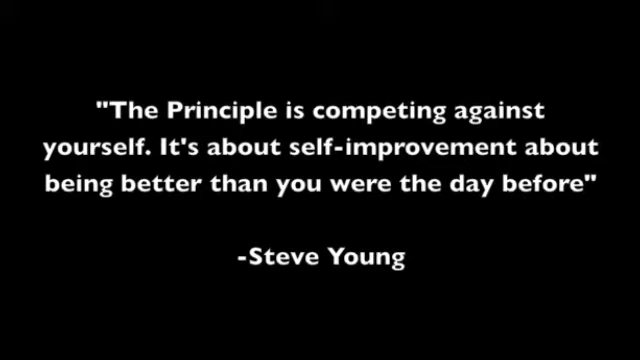 "The Principle is competing against
yourself. It's about self-improvement about
being better than you were the day before"
-Steve Young